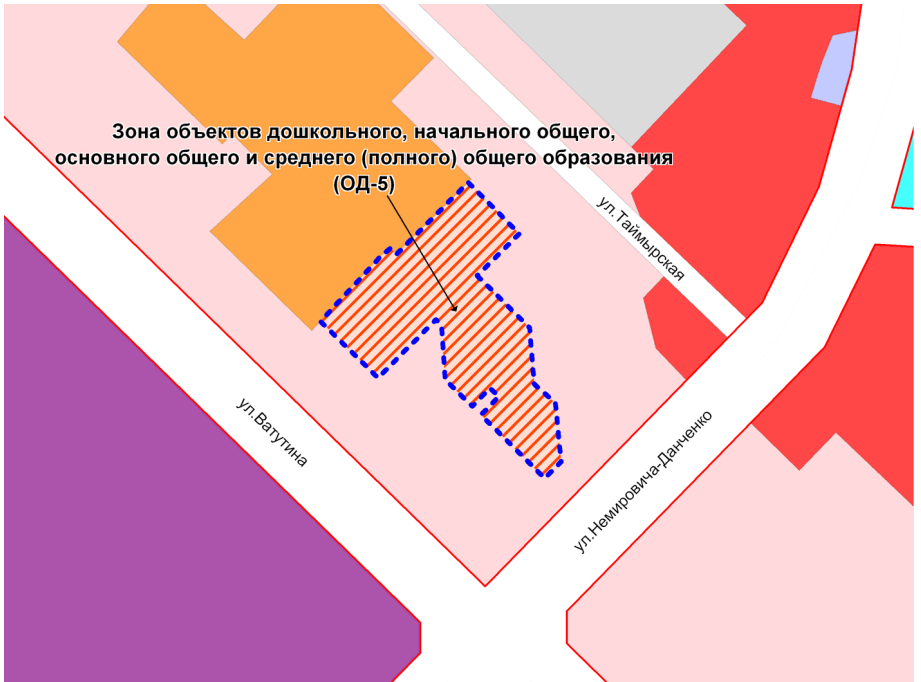 Зона объектов дошкольного, начального общего,
основного общего и среднего (полного) общего образования
(ОД-5)
ул.Таймырская
ул.Ватутина
ул.Немировича-Данченко